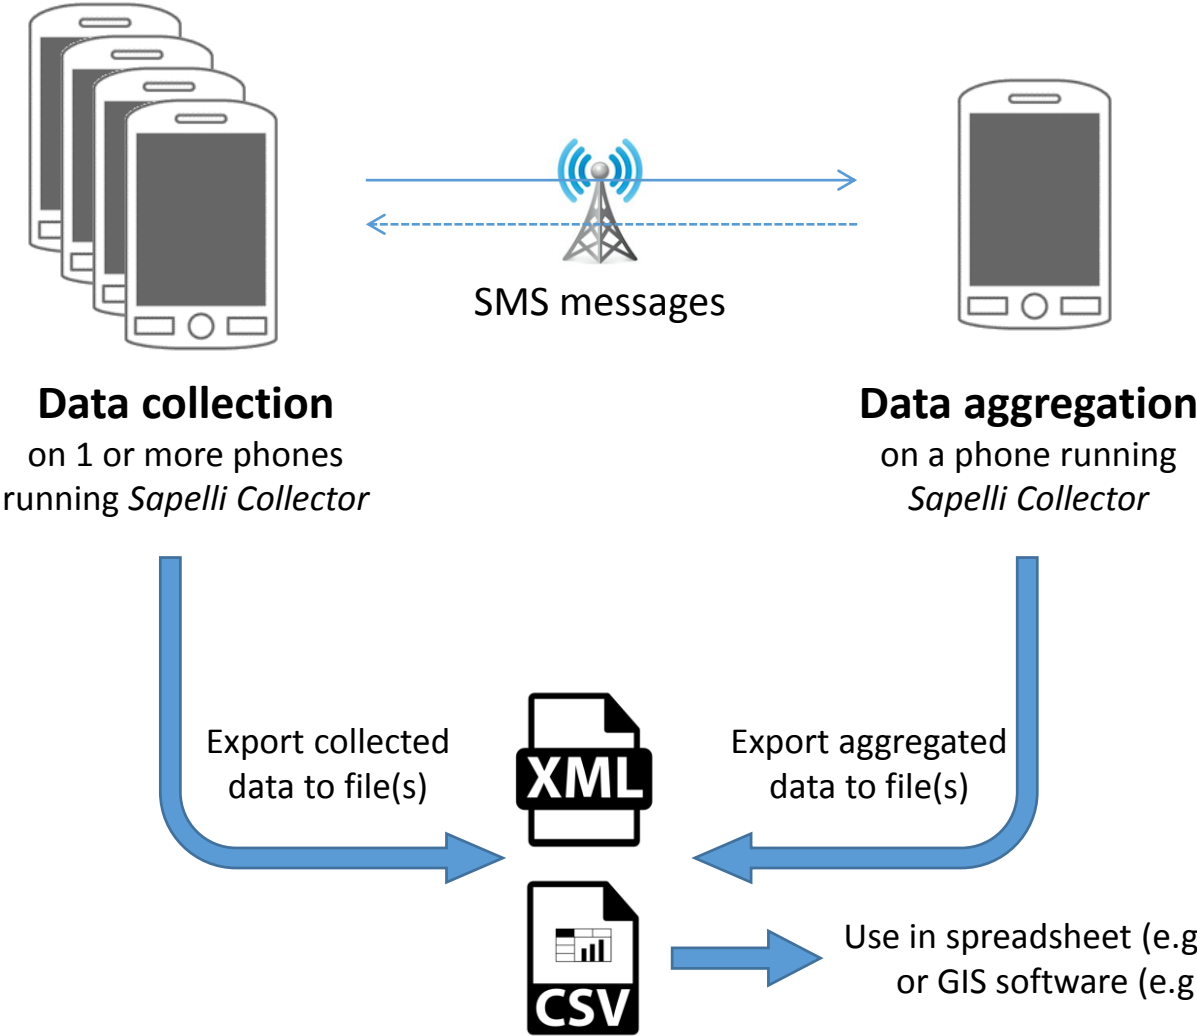 SMS messages
Data collection
on 1 or more phones
running Sapelli Collector
Data aggregation
on a phone running
Sapelli Collector
Export collected
data to file(s)
XML
Export aggregated
data to file(s)
CSV
Use in spreadsheet (e.g
or GIS software (e.g